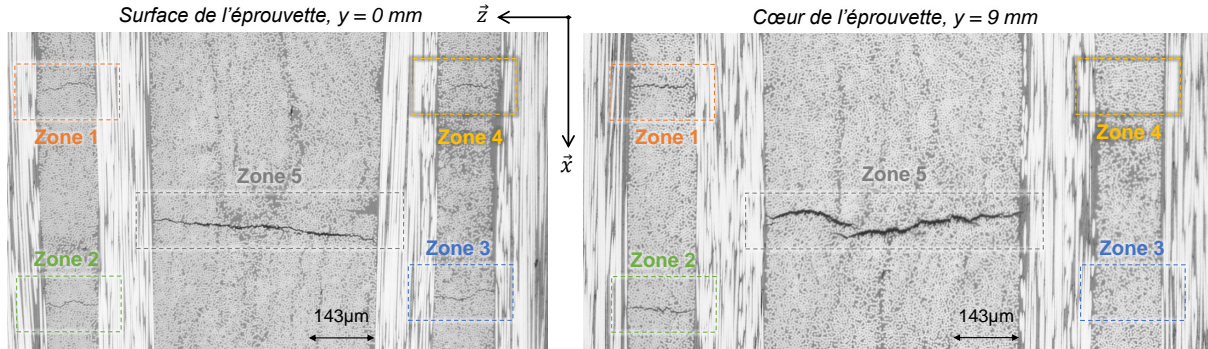 Surface de l'éprouvette, y = 0 mm
Zone 1
Zone 4
Zone 5
Zone 2
Zone 3
143µm
z⃗
x⃗
Cœur de l'éprouvette, y = 9 mm
Zone 1
Zone 4
Zone 5
Zone 2
Zone 3
143µm